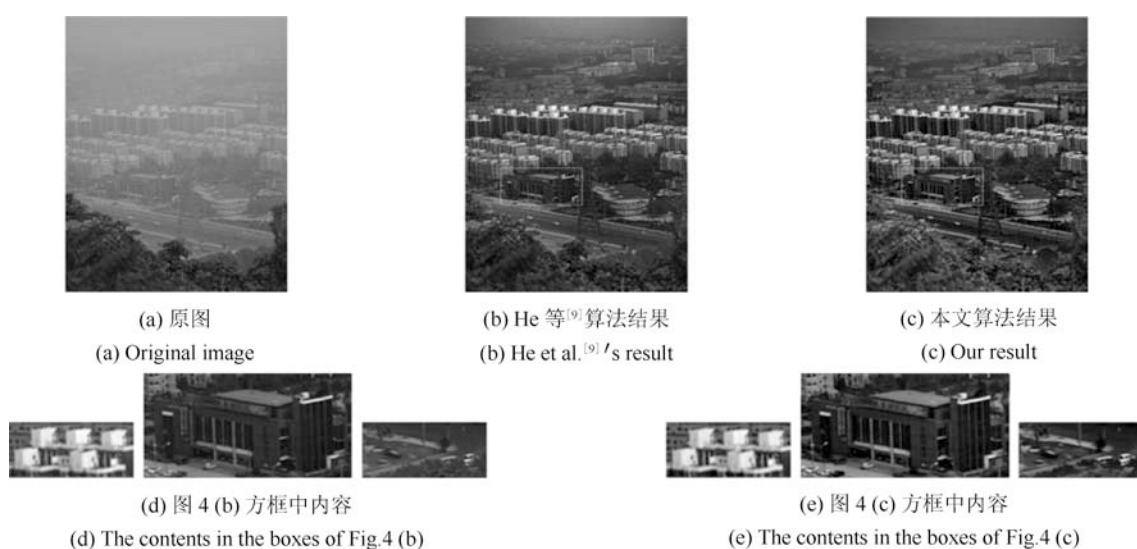 (a) 原图
(a) Original image
(b) He 等[9]算法结果
(b) He et al.[9]′s result
(c) 本文算法结果
(c) Our result
(d) 图 4 (b) 方框中内容
(d) The contents in the boxes of Fig.4 (b)
(e) 图 4 (c) 方框中内容
(e) The contents in the boxes of Fig.4 (c)